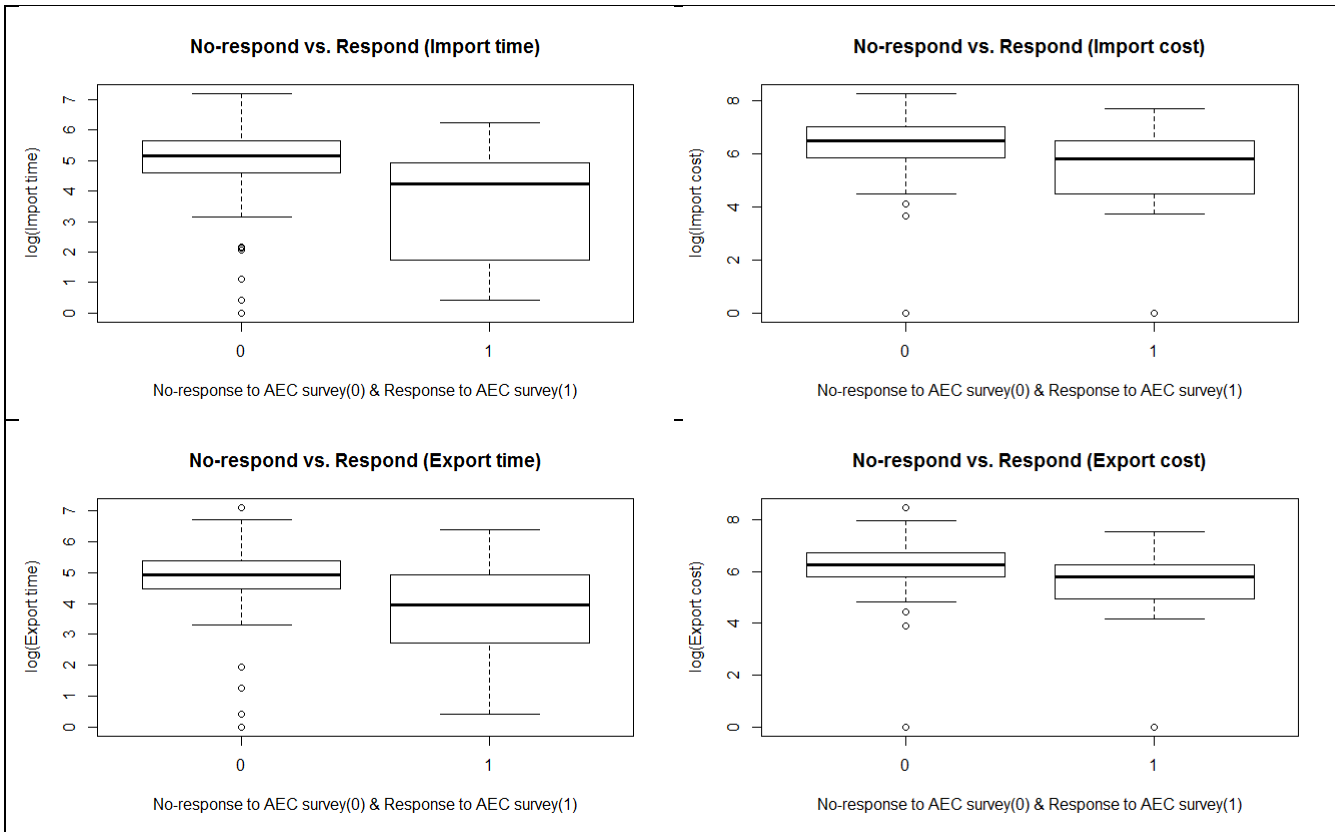 No-respond vs. Respond (Import time)
log(Import time)
7
6
5
4
3
2
1
0
0 1
No-response to AEC survey(0) & Response to AEC survey(1)
No-respond vs. Respond (Import cost)
log(Import cost)
8
6
4
2
0
0 1
No-response to AEC survey(0) & Response to AEC survey(1)
No-respond vs. Respond (Export time)
log(Export time)
7
6
5
4
3
2
1
0
0 1
No-response to AEC survey(0) & Response to AEC survey(1)
No-respond vs. Respond (Export cost)
log(Export cost)
8
6
4
2
0
0 1
No-response to AEC survey(0) & Response to AEC survey(1)